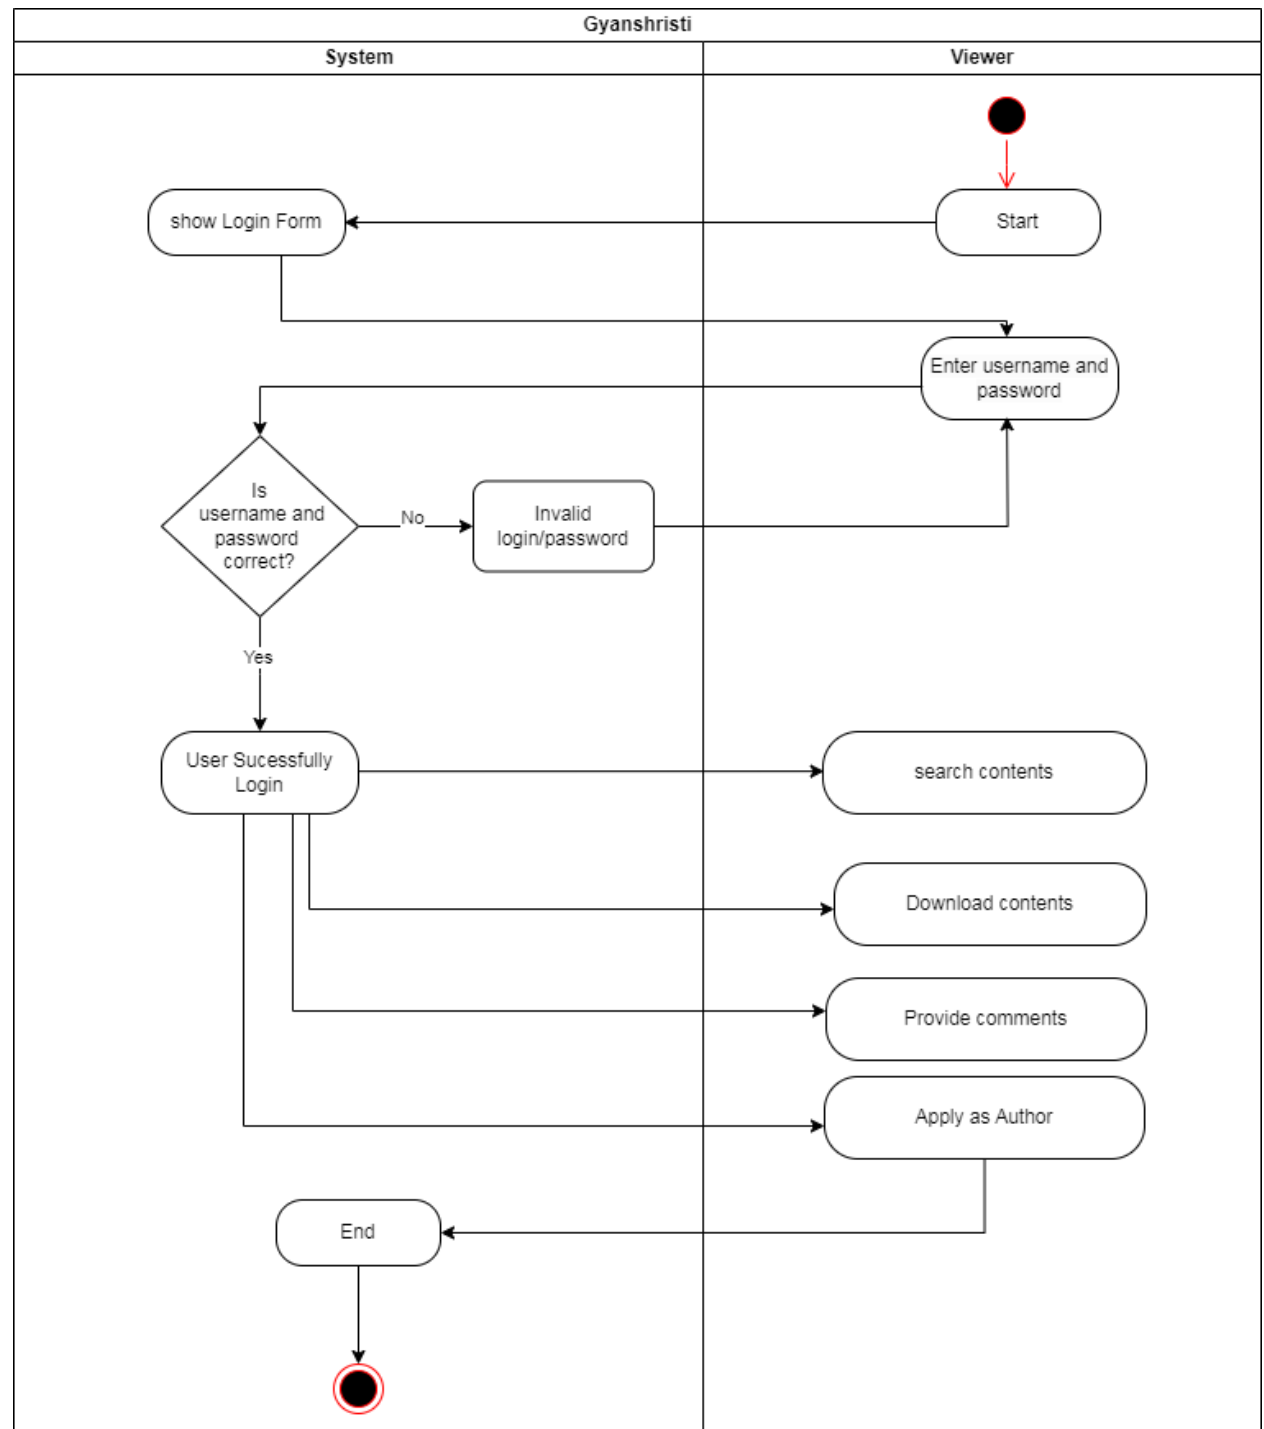 Gyanshristi
System
Viewer
Start
show Login Form
Enter username and
password
Is
username and
password
correct?
No
Invalid
login/password
Yes
User Sucessfully
Login
search contents
Download contents
Provide comments
Apply as Author
End